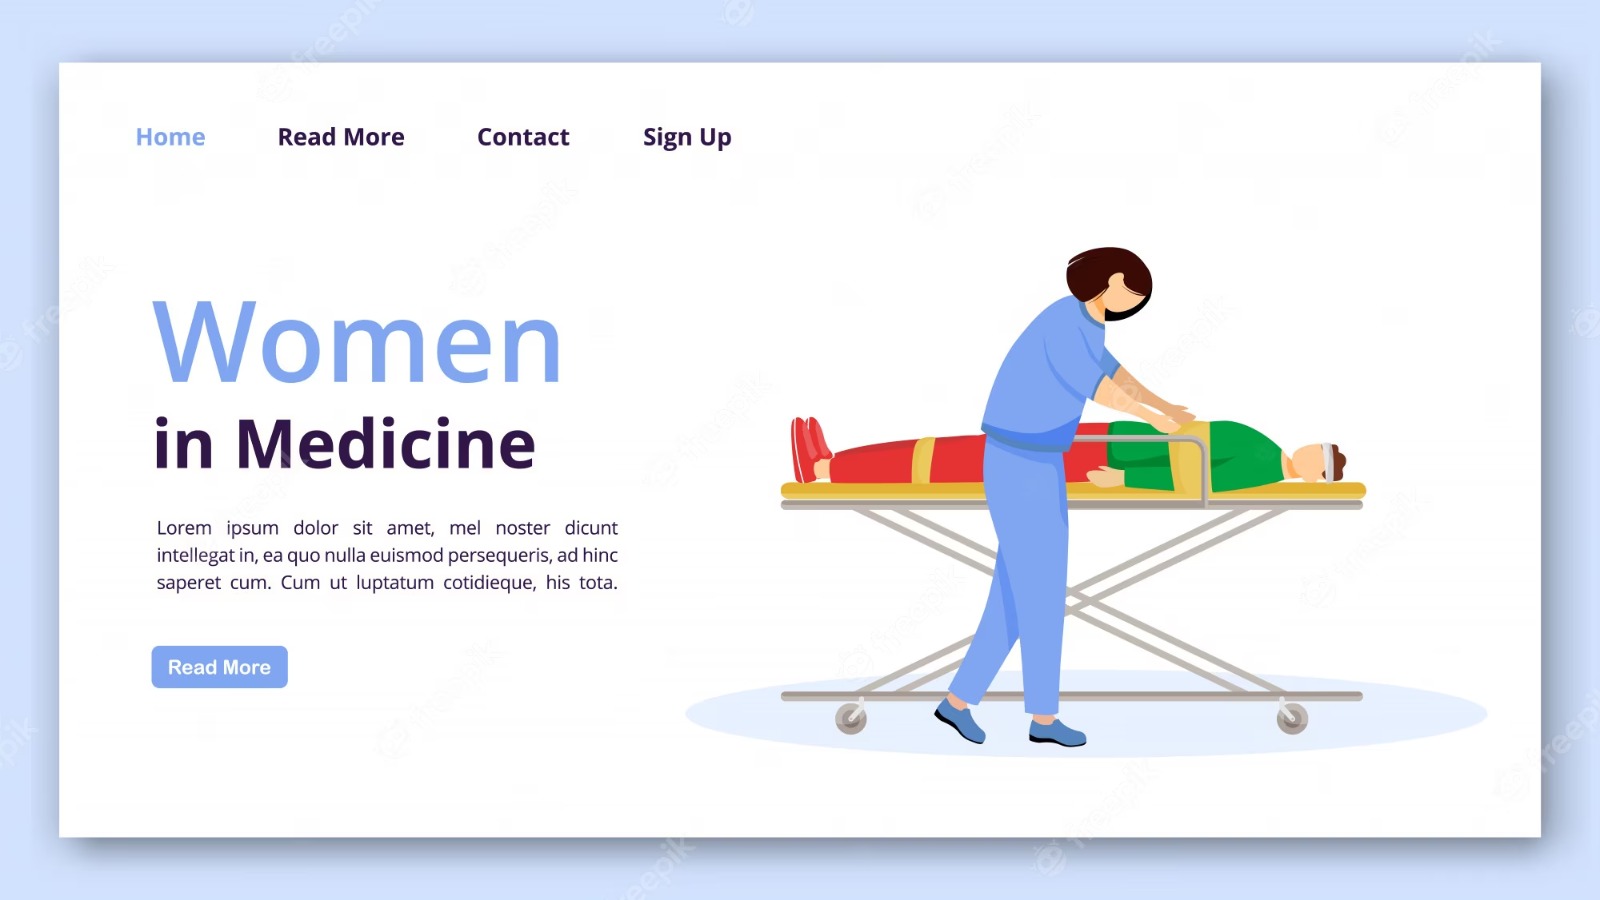 Home Read More Contact Sign Up
Women
in Medicine
Lorem ipsum dolor sit amet, mel noster dicunt
intellegat in, ea quo nulla euismod persequeris, ad hinc
saperet cum. Cum ut luptatum cotidieque, his tota.
Read More
freepik